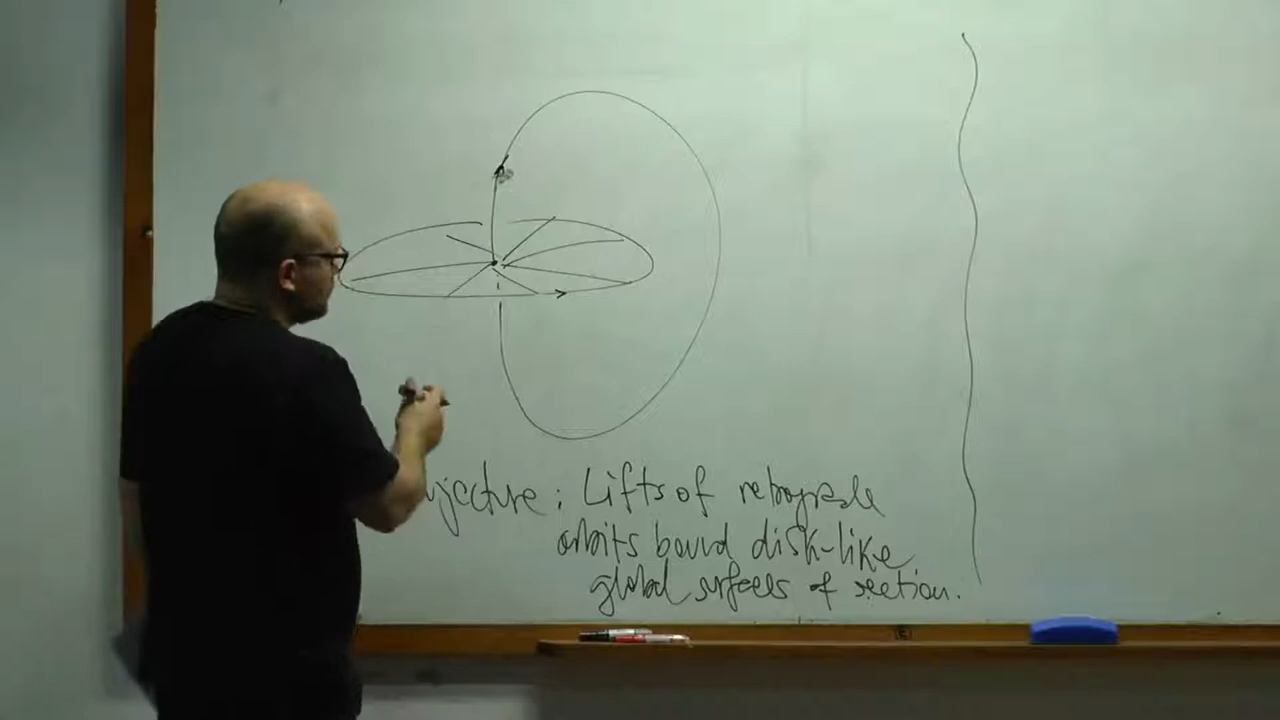 jecture: Lifts of retrograde
orbits bound disk-like
global surfaces of section.